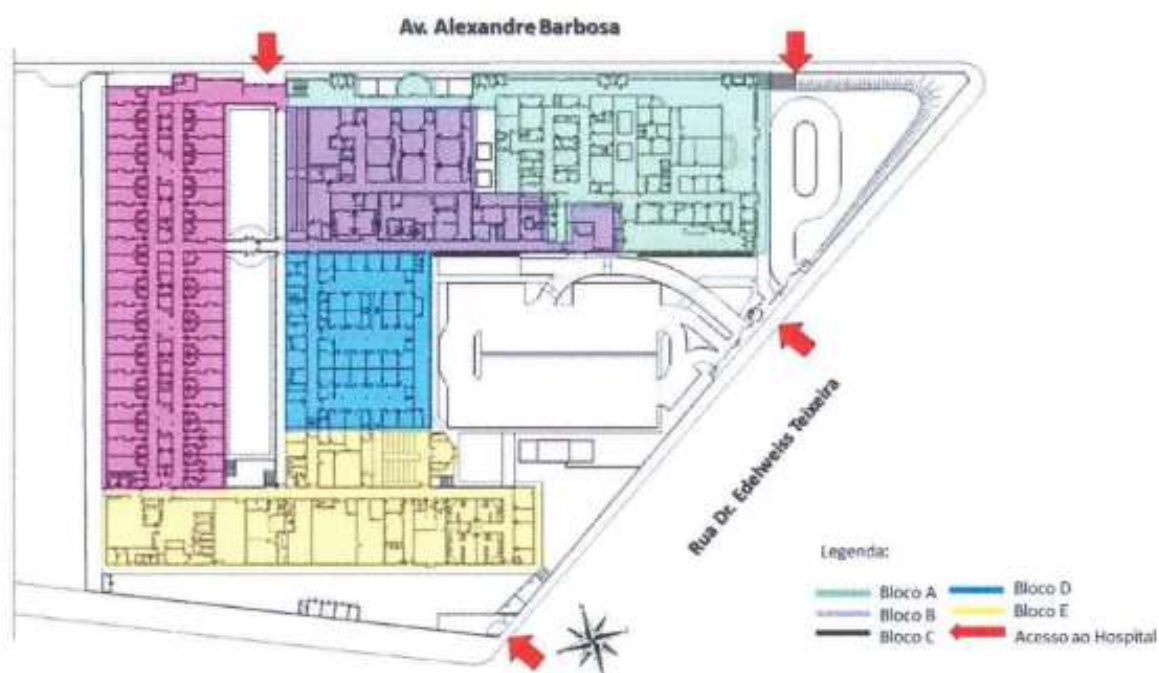 Av. Alexandre Barbosa
Rua Dr. Edelweiss Teixeira
Legenda:
Bloco A
Bloco B
Bloco C
Bloco D
Bloco E
Acesso ao Hospital